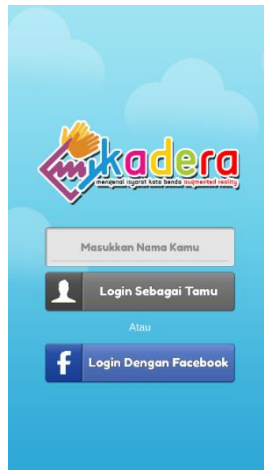 mykadera
mengenal isyarat kata benda augmented reality
Masukkan Nama Kamu
Login Sebagai Tamu
Atau
f Login Dengan Facebook